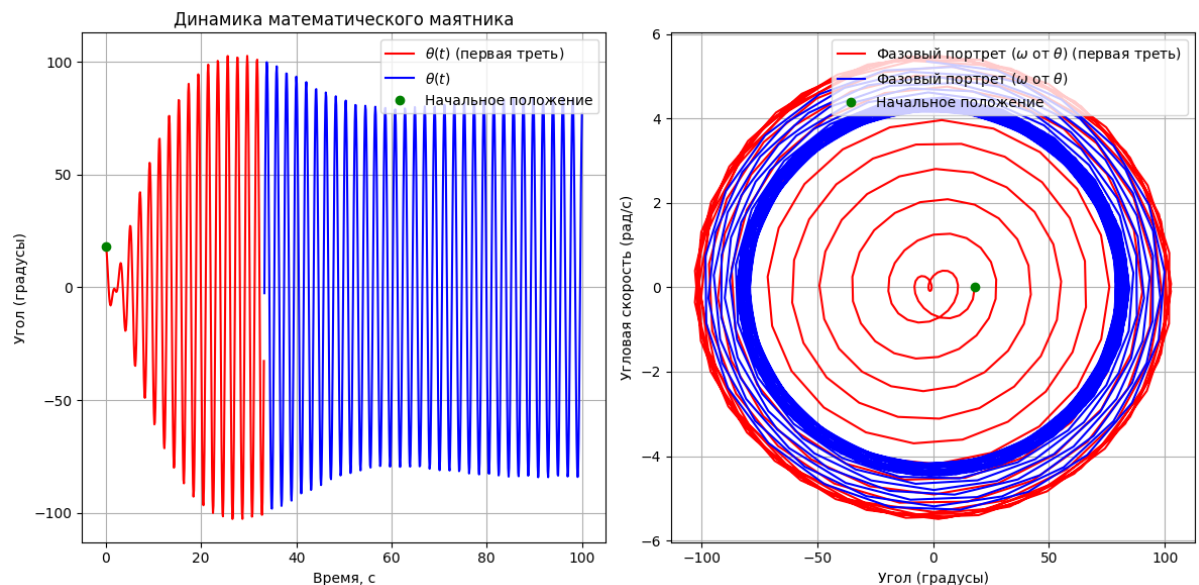 Динамика математического маятника
Угол (градусы)
100
50
0
−50
−100
θ(t) (первая треть)
θ(t)
Начальное положение
0
20
40
60
80
100
Время, с
Угловая скорость (рад/с)
6
4
2
0
−2
−4
−6
Фазовый портрет (ω от θ) (первая треть)
Фазовый портрет (ω от θ)
Начальное положение
−100
−50
0
50
100
Угол (градусы)